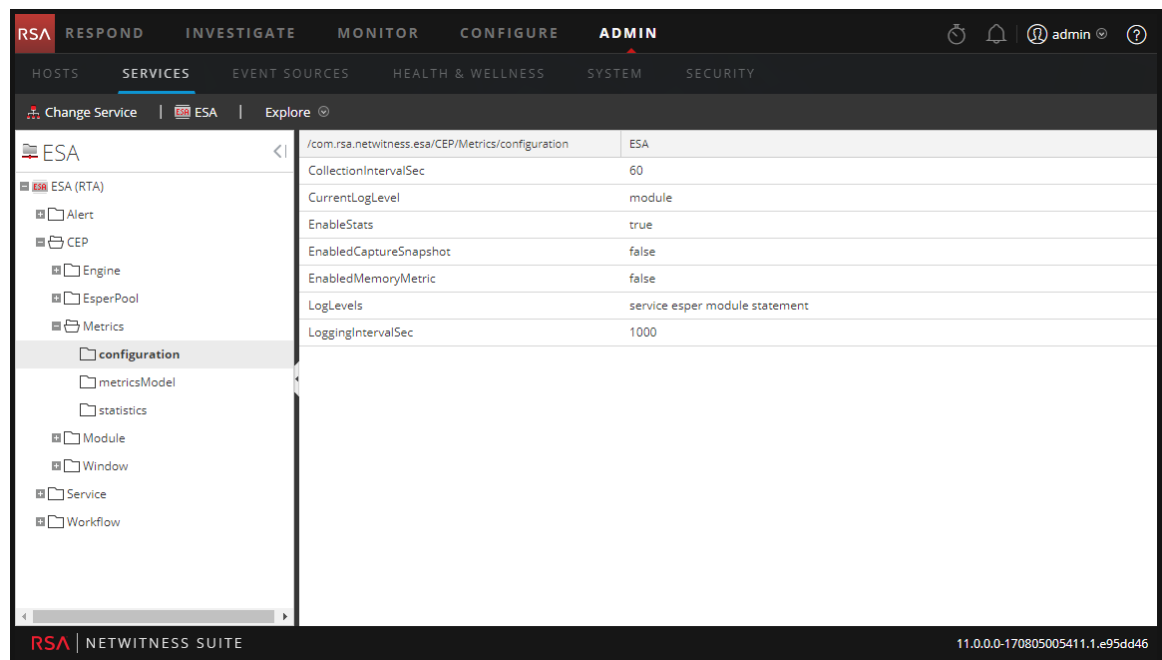 RSA RESPOND INVESTIGATE MONITOR CONFIGURE ADMIN admin ?
HOSTS SERVICES EVENT SOURCES HEALTH & WELLNESS SYSTEM SECURITY
Change Service | ESA ESA | Explore
ESA
ESA ESA (RTA)
Alert
CEP
Engine
EsperPool
Metrics
configuration
metricsModel
statistics
Module
Window
Service
Workflow
/com.rsa.netwitness.esa/CEP/Metrics/configuration ESA
CollectionIntervalSec 60
CurrentLogLevel module
EnableStats true
EnabledCaptureSnapshot false
EnabledMemoryMetric false
LogLevels service esper module statement
LoggingIntervalSec 1000
RSA | NETWITNESS SUITE 11.0.0.0-170805005411.1.e95dd46